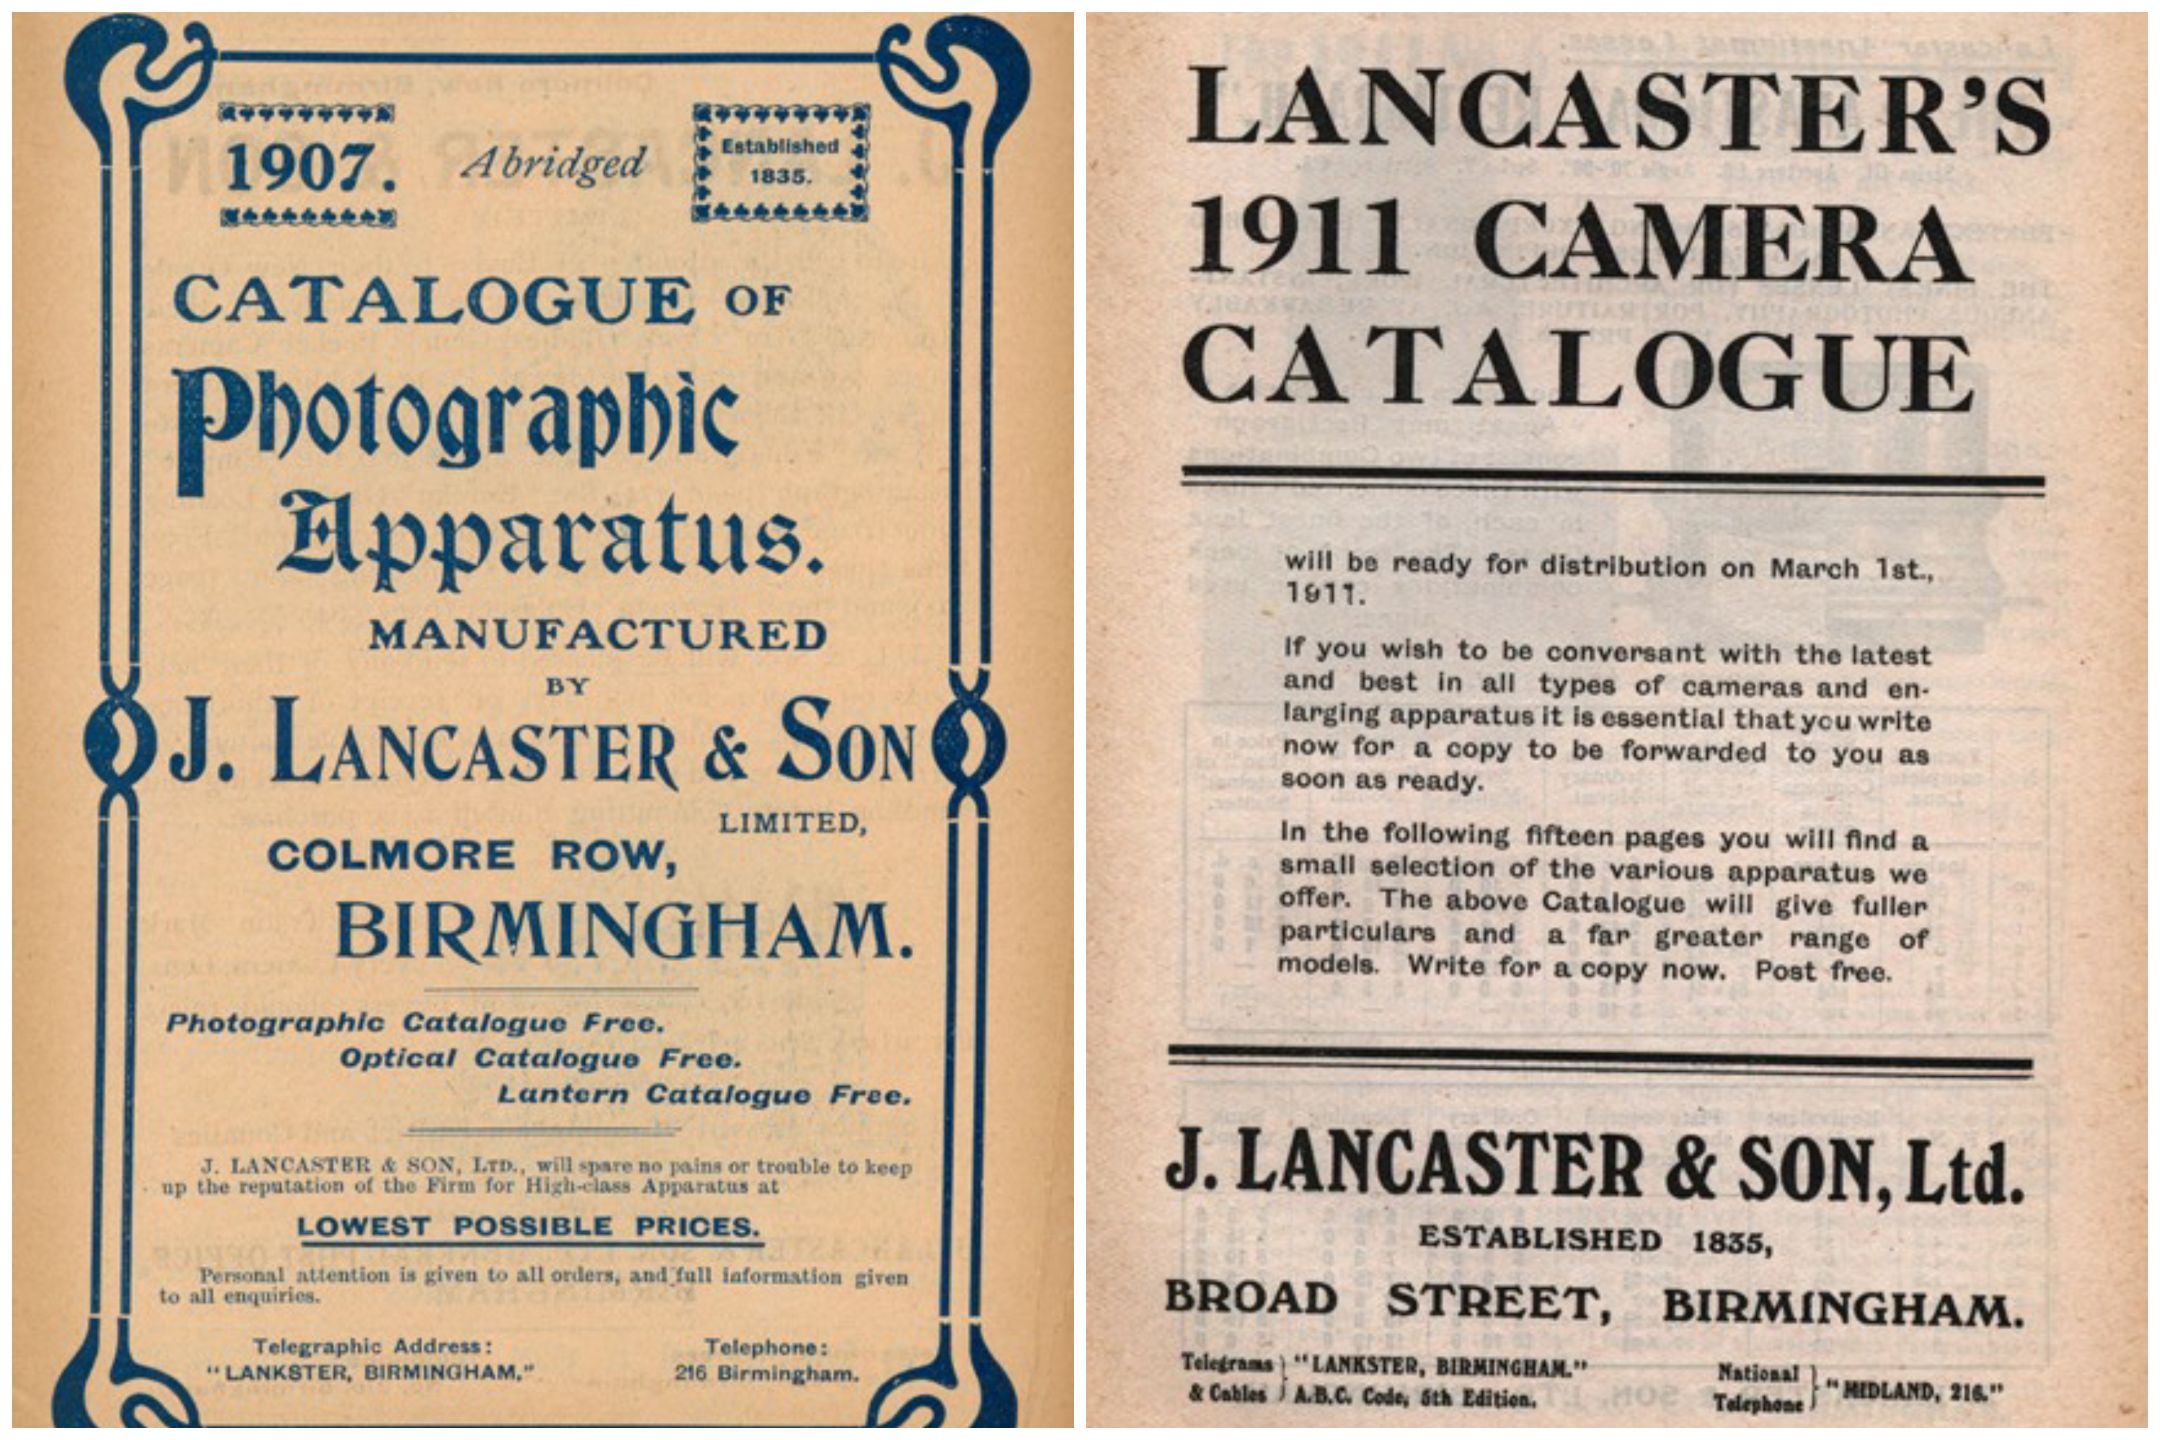 1907.
Abridged
Established
1835.
CATALOGUE OF
Photographic
Apparatus.
MANUFACTURED
BY
J. LANCASTER & SON
LIMITED,
COLMORE ROW,
BIRMINGHAM.
Photographic Catalogue Free.
Optical Catalogue Free.
Lantern Catalogue Free.
J. LANCASTER & SON, LTD., will spare no pains or trouble to keep
up the reputation of the Firm for High-class Apparatus at
LOWEST POSSIBLE PRICES.
Personal attention is given to all orders, and full information given
to all enquiries.
Telegraphic Address:
"LANKSTER, BIRMINGHAM."
Telephone:
216 Birmingham.
LANCASTER'S
1911 CAMERA
CATALOGUE
will be ready for distribution on March 1st.,
1911.
If you wish to be conversant with the latest
and best in all types of cameras and en-
larging apparatus it is essential that you write
now for a copy to be forwarded to you as
soon as ready.
In the following fifteen pages you will find a
small selection of the various apparatus we
offer. The above Catalogue will give fuller
particulars and a far greater range of
models. Write for a copy now. Post free.
J. LANCASTER & SON, Ltd.
ESTABLISHED 1835,
BROAD STREET, BIRMINGHAM.
Telegrams & Cables } "LANKSTER, BIRMINGHAM."
A.B.C. Code, 5th Edition.
National Telephone } "MIDLAND, 216."